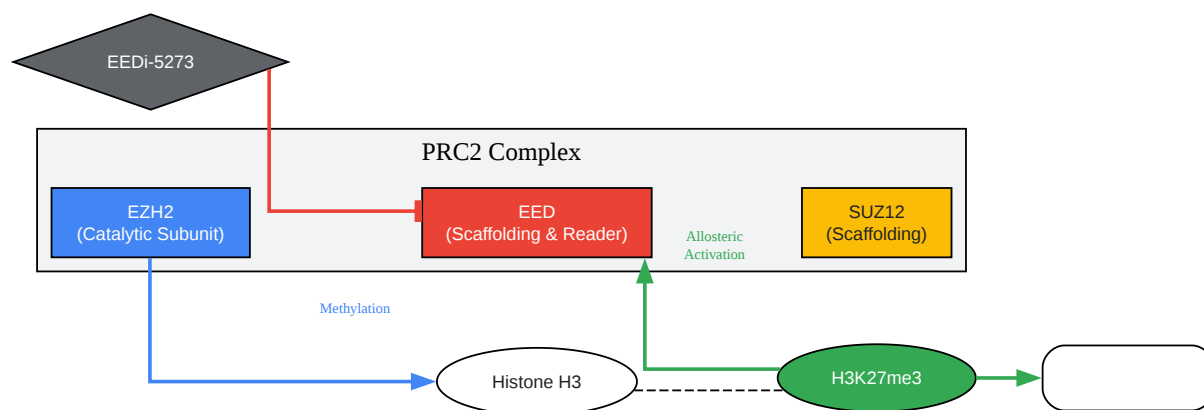 EEDi-5273
PRC2 Complex
EZH2
(Catalytic Subunit)
EED
(Scaffolding & Reader)
SUZ12
(Scaffolding)
Allosteric
Activation
Methylation
Histone H3
H3K27me3